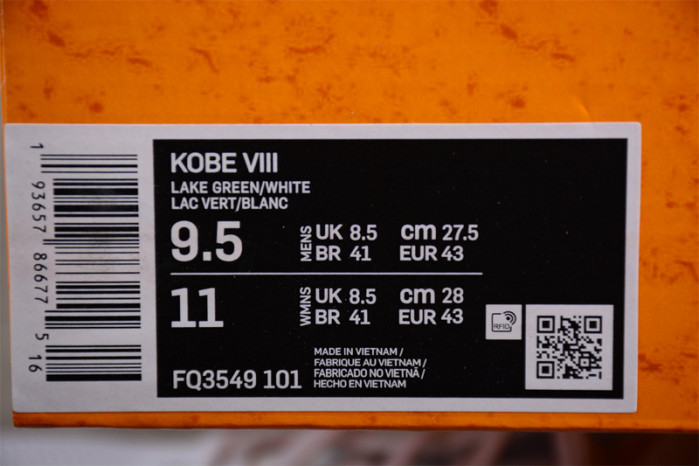 1 93657 86677 5 16
KOBE VIII
LAKE GREEN/WHITE
LAC VERT/BLANC
9.5 MENS UK 8.5 cm 27.5
BR 41 EUR 43
11 WMNS UK 8.5 cm 28
BR 41 EUR 43
RFID
FQ3549 101
MADE IN VIETNAM /
FABRIQUE AU VIETNAM /
FABRICADO NO VIETNÃ /
HECHO EN VIETNAM